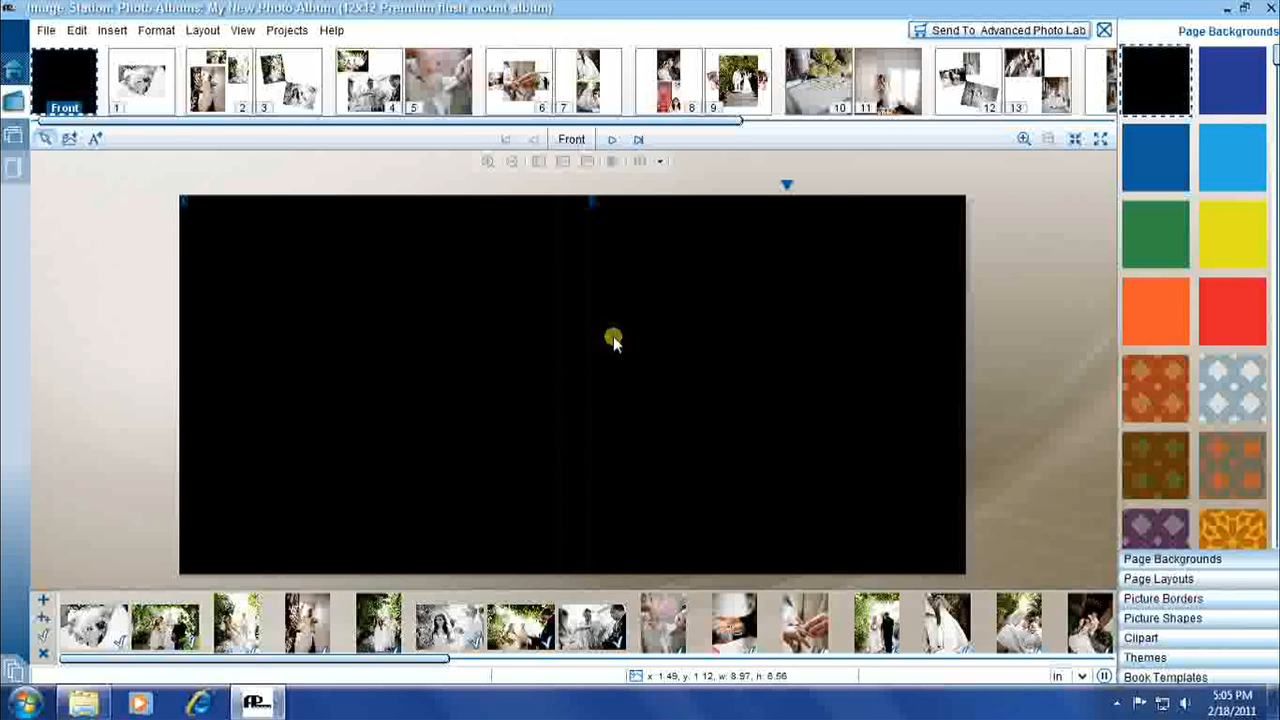 Image Station: Photo Albums: My New Photo Album (12x12 Premium flush mount album)
File Edit Insert Format Layout View Projects Help
Send To Advanced Photo Lab
Page Backgrounds
Front 1 2 3 4 5 6 7 8 9 10 11 12 13
Front
Page Backgrounds
Page Layouts
Picture Borders
Picture Shapes
Clipart
Themes
Book Templates
x: 1.49, y: 1.12, w: 8.97, h: 6.56
in
5:05 PM
2/18/2011